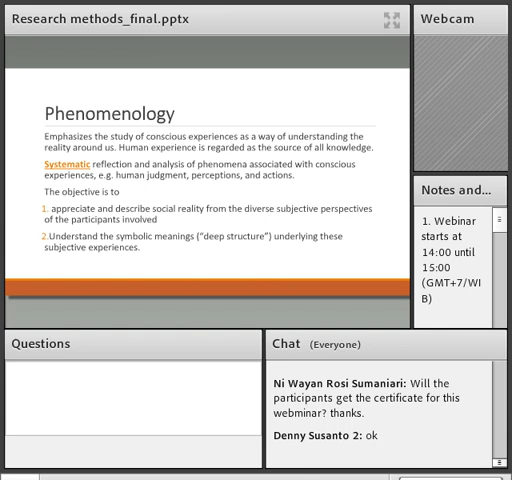 Research methods_final.pptx
Webcam
Phenomenology
Emphasizes the study of conscious experiences as a way of understanding the
reality around us. Human experience is regarded as the source of all knowledge.
Systematic reflection and analysis of phenomena associated with conscious
experiences, e.g. human judgment, perceptions, and actions.
The objective is to
1. appreciate and describe social reality from the diverse subjective perspectives
of the participants involved
2.Understand the symbolic meanings (“deep structure”) underlying these
subjective experiences.
Notes and...
1. Webinar
starts at
14:00 until
15:00
(GMT+7/WI
B)
Questions
Chat (Everyone)
Ni Wayan Rosi Sumaniari: Will the
participants get the certificate for this
webminar? thanks.
Denny Susanto 2: ok